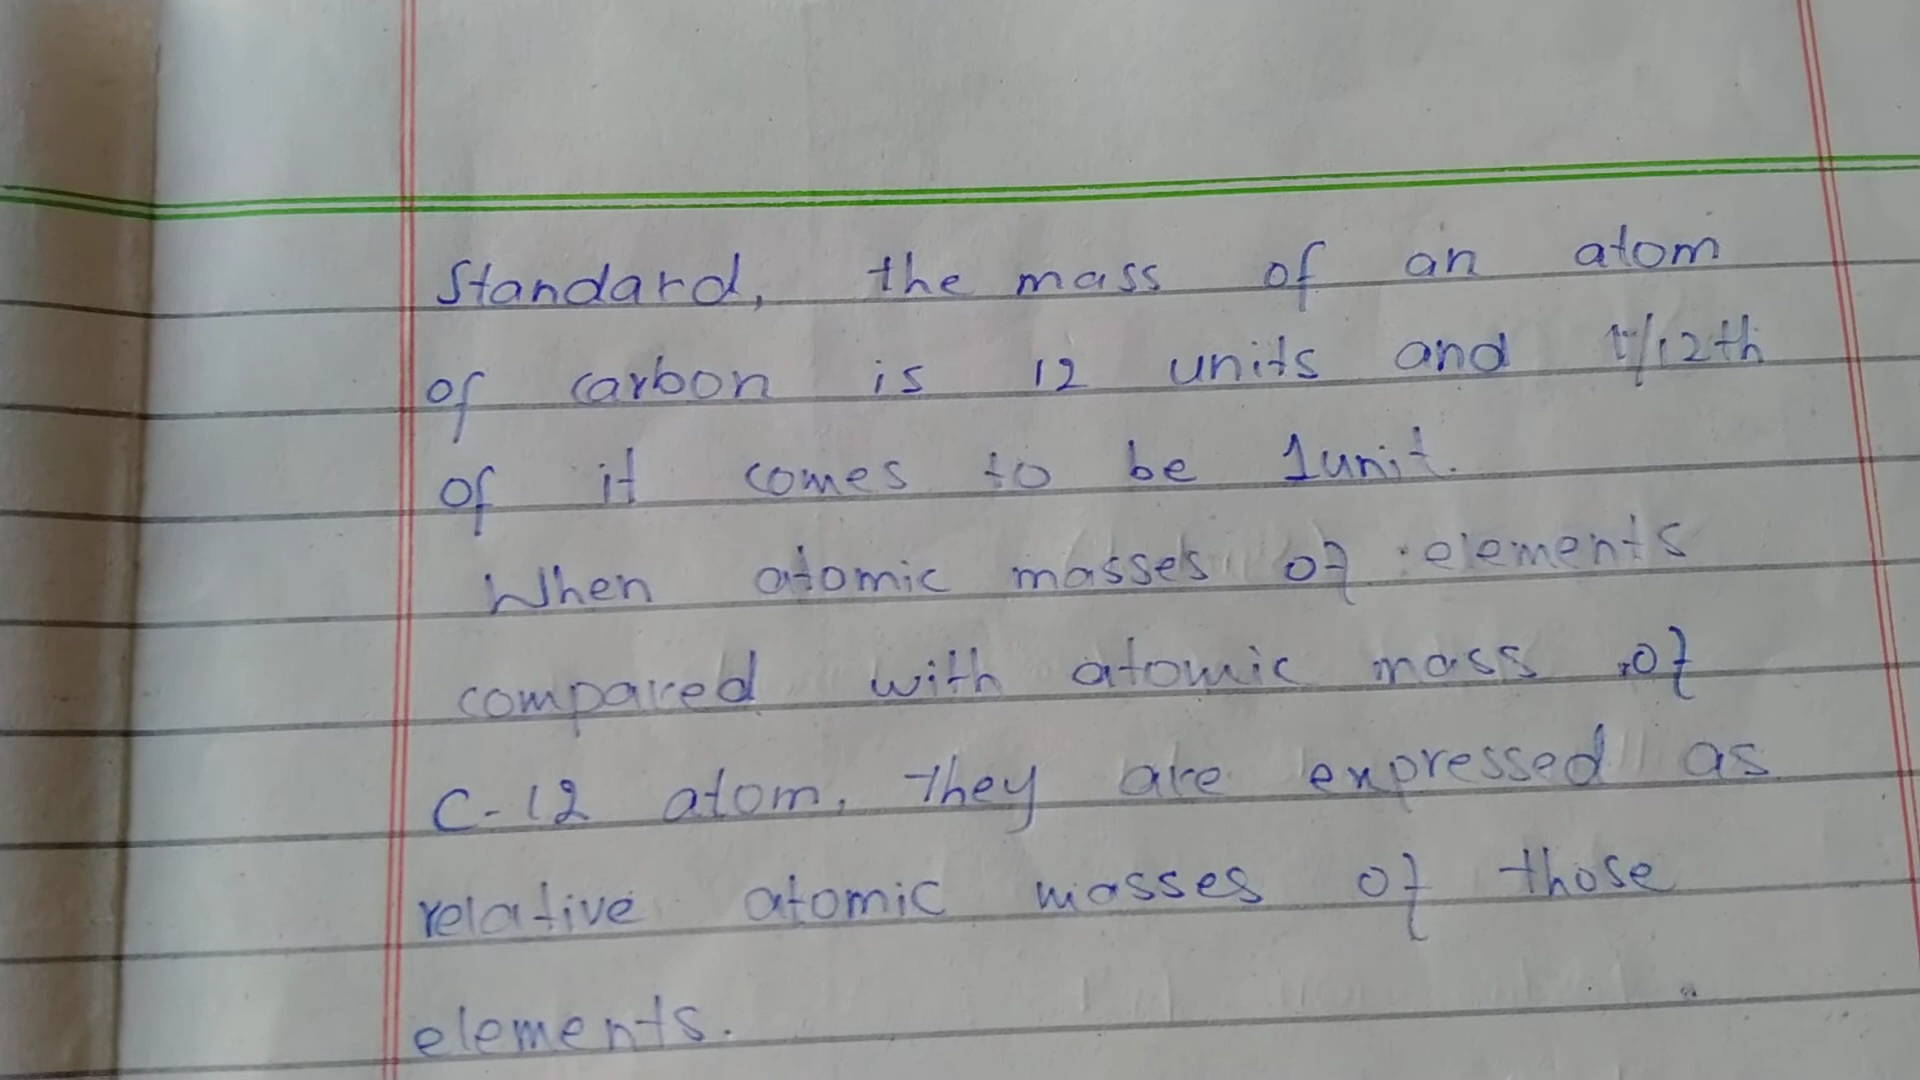 Standard, the mass of an atom
of carbon is 12 units and 1/12th
of it comes to be 1unit.
When atomic masses of elements
compared with atomic mass of
C-12 atom, they are expressed as
relative atomic masses of those
elements.